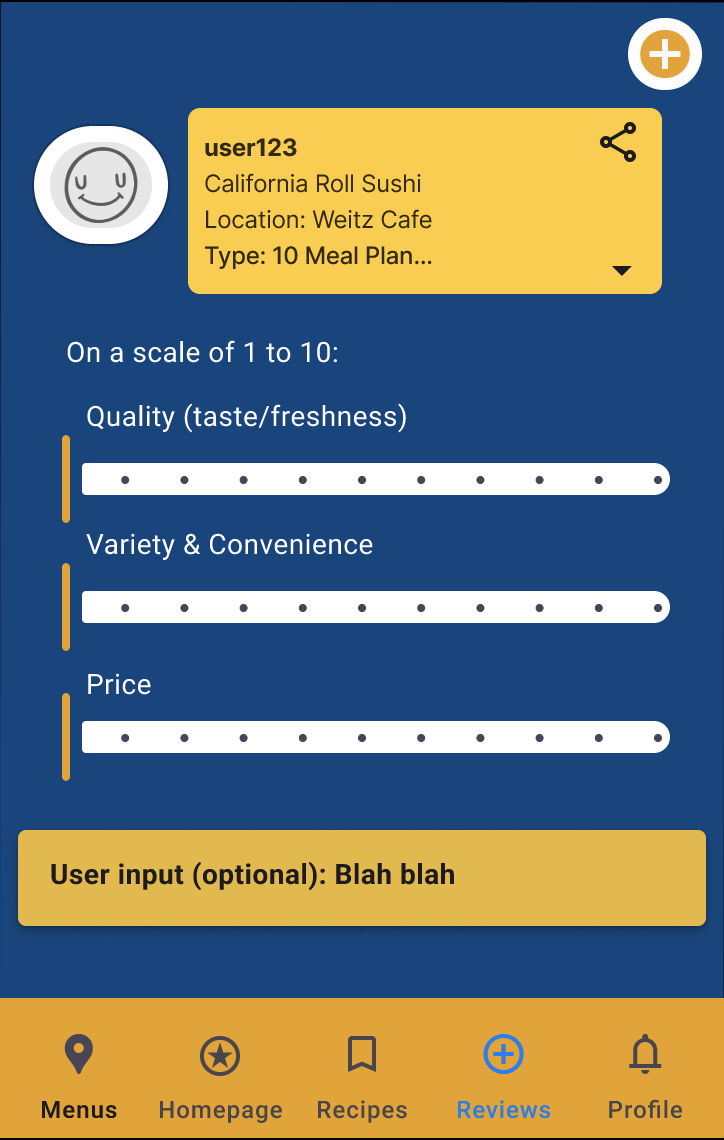 user123
California Roll Sushi
Location: Weitz Cafe
Type: 10 Meal Plan...
On a scale of 1 to 10:
Quality (taste/freshness)
Variety & Convenience
Price
User input (optional): Blah blah
Menus
Homepage
Recipes
Reviews
Profile